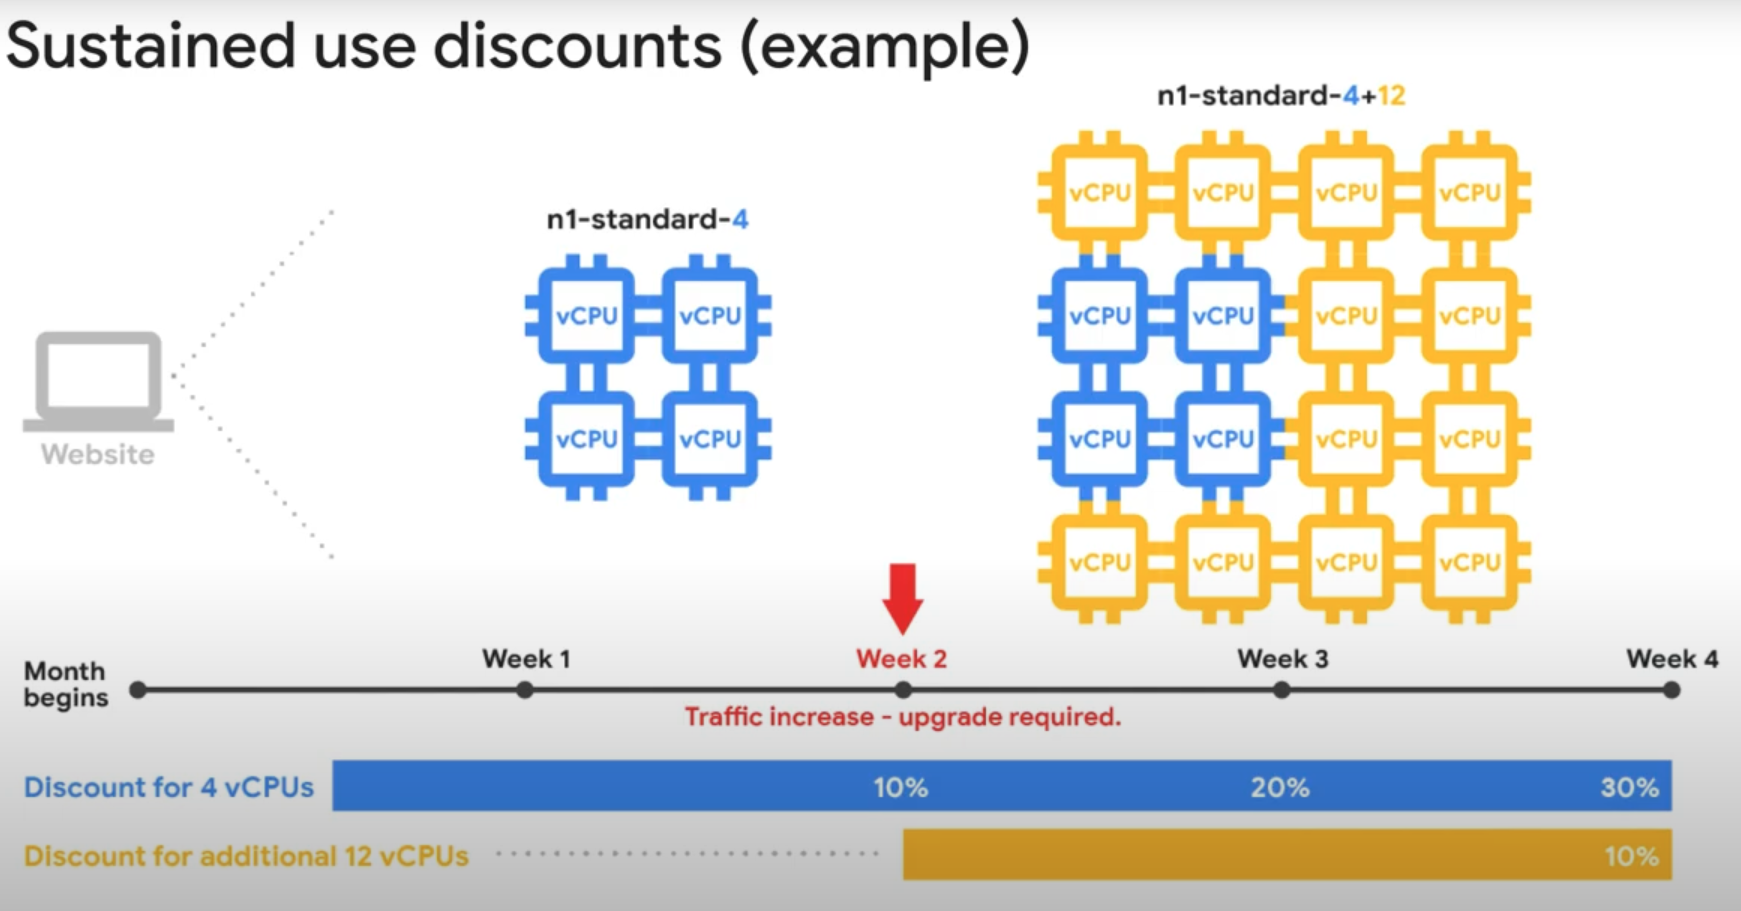 Sustained use discounts (example)
n1-standard-4+12
vCPU vCPU vCPU vCPU
n1-standard-4
vCPU vCPU vCPU vCPU vCPU vCPU
vCPU vCPU vCPU vCPU vCPU vCPU
Website
vCPU vCPU vCPU vCPU
Month
begins
Week 1
Week 2
Week 3
Week 4
Traffic increase - upgrade required.
Discount for 4 vCPUs 10% 20% 30%
Discount for additional 12 vCPUs 10%